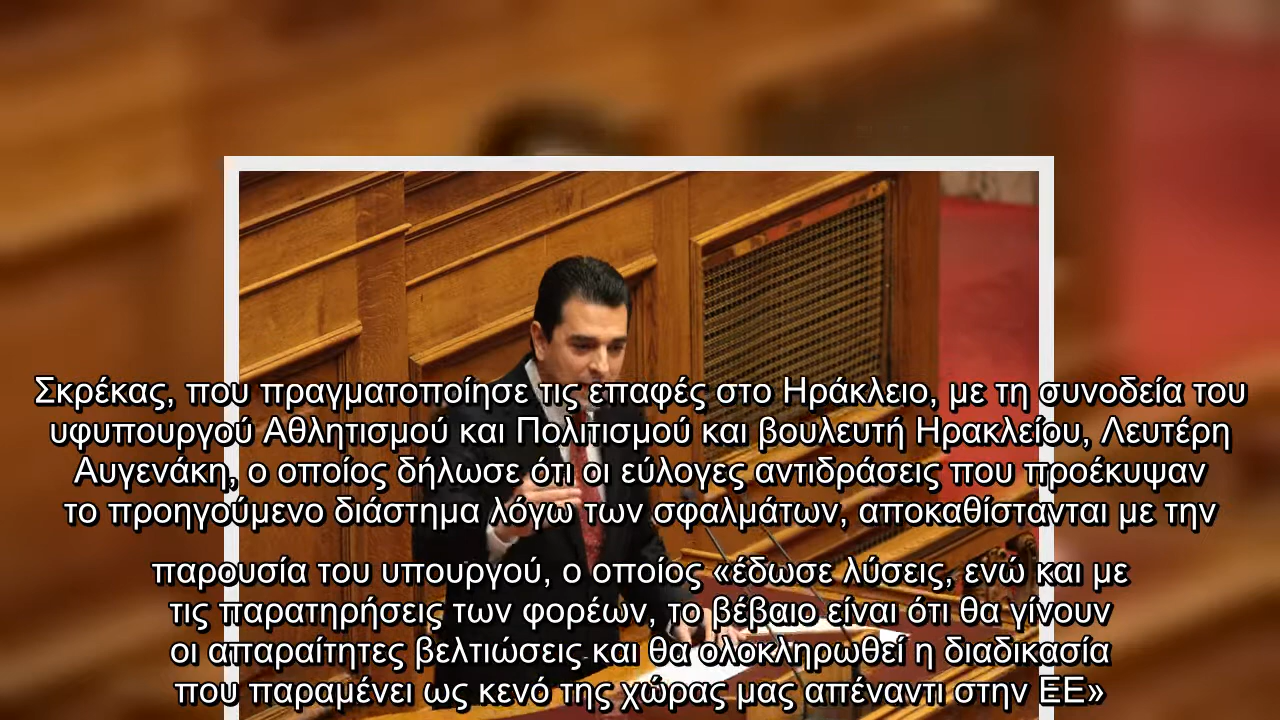 Σκρέκας, που πραγματοποίησε τις επαφές στο Ηράκλειο, με τη συνοδεία του
υφυπουργού Αθλητισμού και Πολιτισμού και βουλευτή Ηρακλείου, Λευτέρη
Αυγενάκη, ο οποίος δήλωσε ότι οι εύλογες αντιδράσεις που προέκυψαν
το προηγούμενο διάστημα λόγω των σφαλμάτων, αποκαθίστανται με την
παρουσία του υπουργού, ο οποίος «έδωσε λύσεις, ενώ και με
τις παρατηρήσεις των φορέων, το βέβαιο είναι ότι θα γίνουν
οι απαραίτητες βελτιώσεις και θα ολοκληρωθεί η διαδικασία
που παραμένει ως κενό της χώρας μας απέναντι στην ΕΕ»